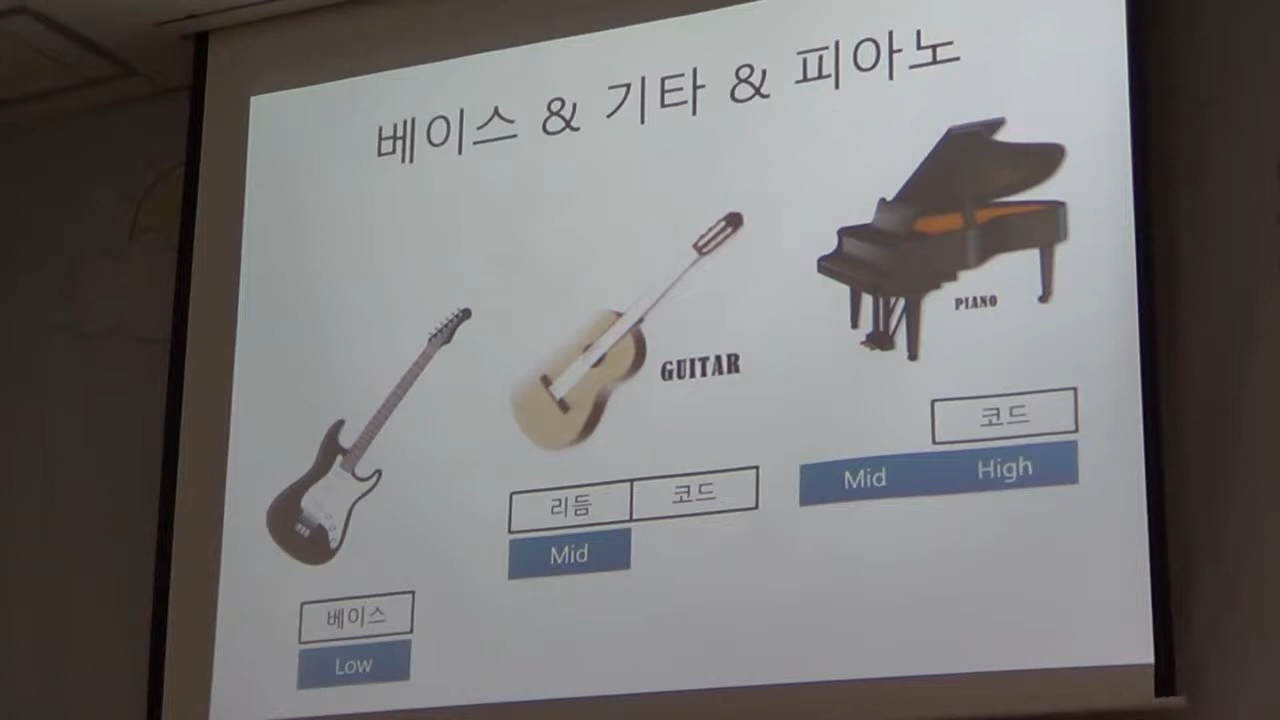 베이스 & 기타 & 피아노
PIANO
GUITAR
코드
Mid High
리듬 코드
Mid
베이스
Low